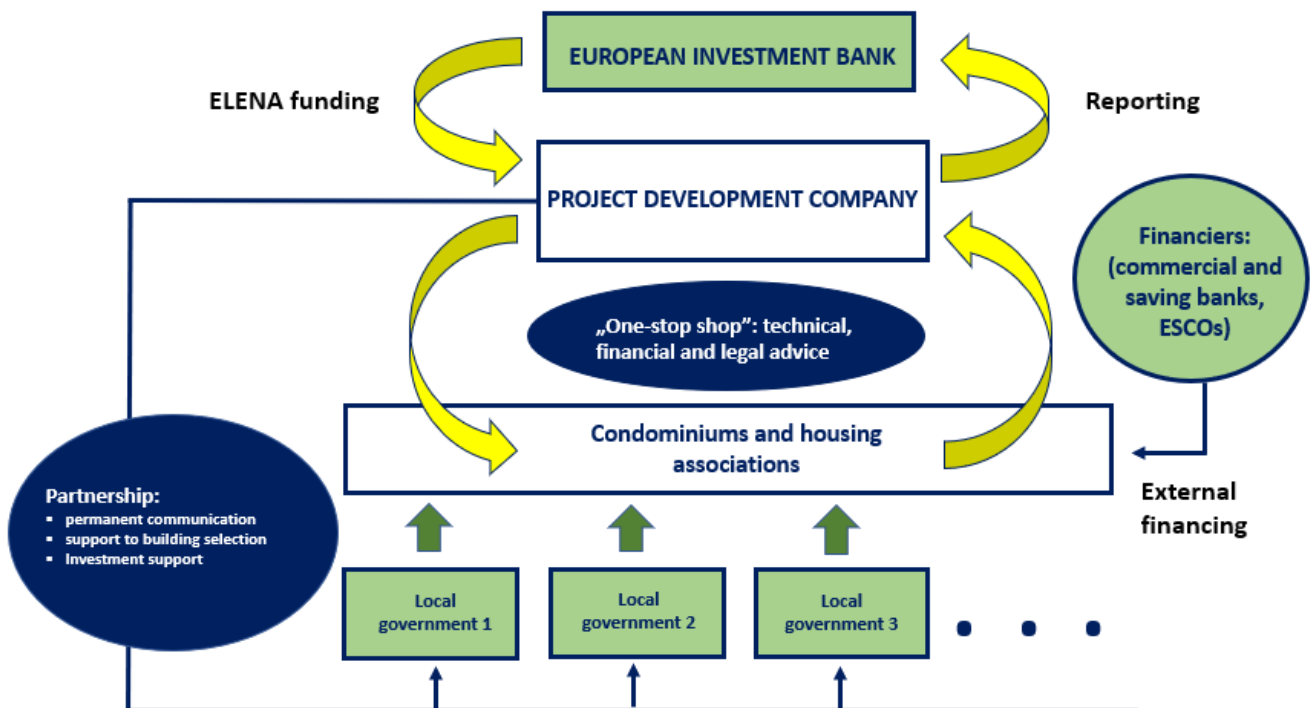 EUROPEAN INVESTMENT BANK
ELENA funding
Reporting
PROJECT DEVELOPMENT COMPANY
Financiers:
(commercial and
saving banks,
ESCOs)
„One-stop shop”: technical,
financial and legal advice
Condominiums and housing
associations
External
financing
Partnership:
▪ permanent communication
▪ support to building selection
▪ Investment support
Local
government 1
Local
government 2
Local
government 3